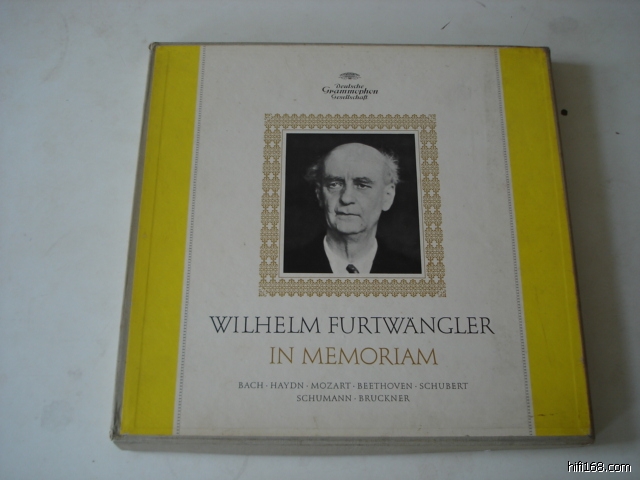 Deutsche
Grammophon
Gesellschaft
WILHELM FURTWÄNGLER
IN MEMORIAM
BACH · HAYDN · MOZART · BEETHOVEN · SCHUBERT
SCHUMANN · BRUCKNER
hifi168.com